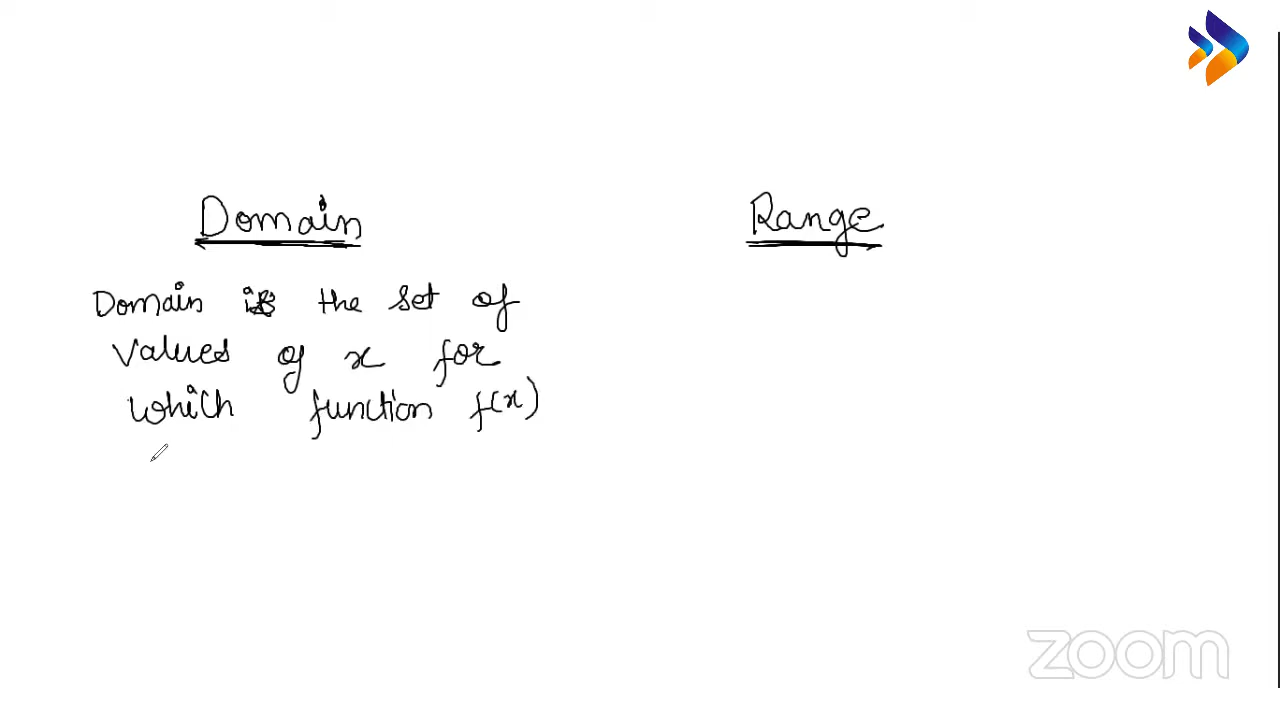 Domain
Range
Domain is the set of
values of x for
which function f(x)
zoom